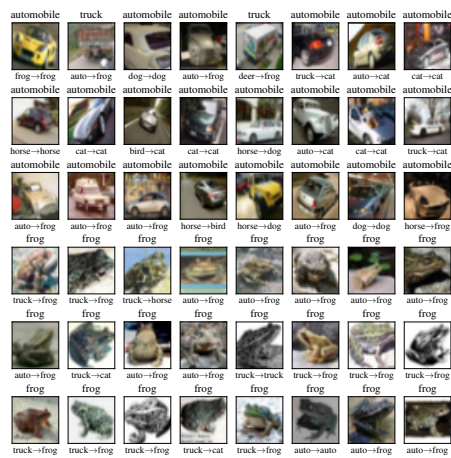 automobile truck automobile automobile truck automobile automobile automobile
frog→frog auto→frog dog→dog auto→frog deer→frog truck→cat auto→cat cat→cat
automobile automobile automobile automobile automobile automobile automobile automobile
horse→horse cat→cat bird→cat cat→cat horse→dog auto→cat cat→cat truck→cat
automobile automobile automobile automobile automobile automobile automobile automobile
auto→frog auto→frog auto→frog horse→bird horse→dog auto→frog dog→dog horse→frog
frog frog frog frog frog frog frog frog
truck→frog truck→frog truck→horse auto→frog auto→frog auto→frog auto→frog auto→frog
frog frog frog frog frog frog frog frog
auto→frog truck→cat auto→frog auto→frog truck→truck truck→frog truck→frog truck→frog
frog frog frog frog frog frog frog frog
truck→frog truck→frog truck→frog truck→cat truck→frog auto→auto auto→frog auto→frog